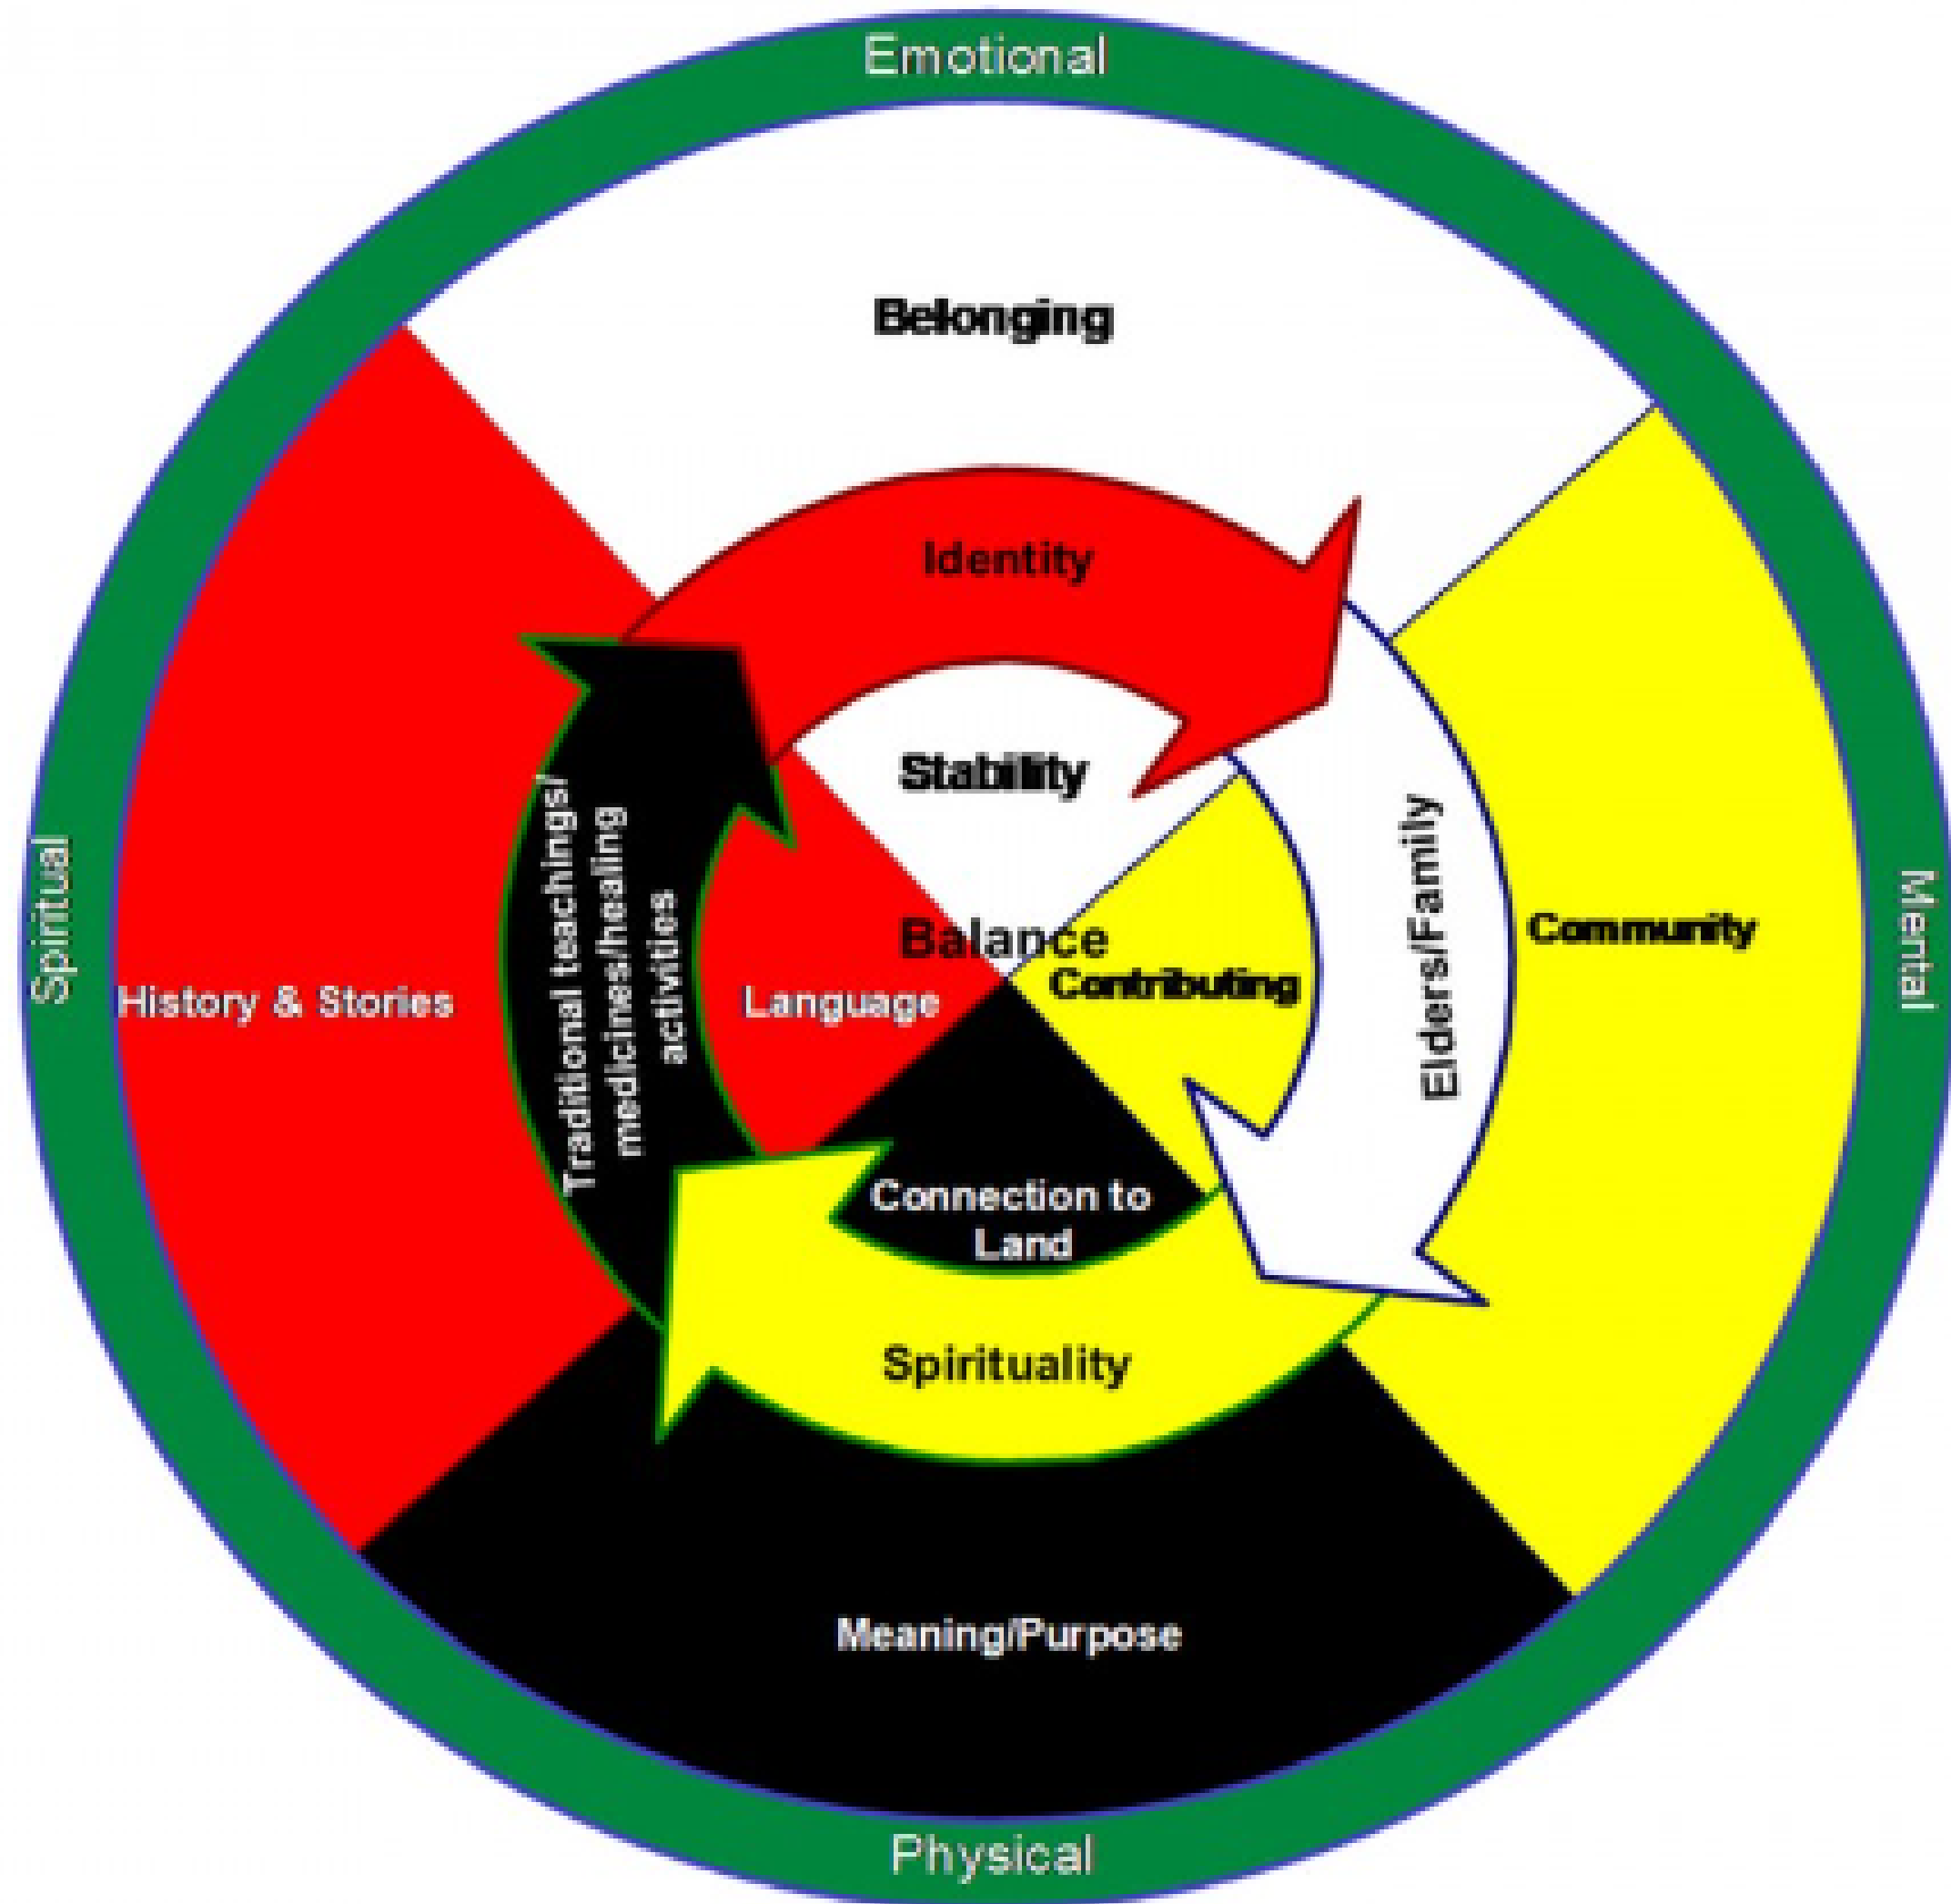 Emotional
Belonging
Identity
Stability
Balance
Contributing
Elders/Family
Community
Mental
Spiritual
History & Stories
Traditional teachings/
medicines/healing
activities
Language
Connection to
Land
Spirituality
Meaning/Purpose
Physical